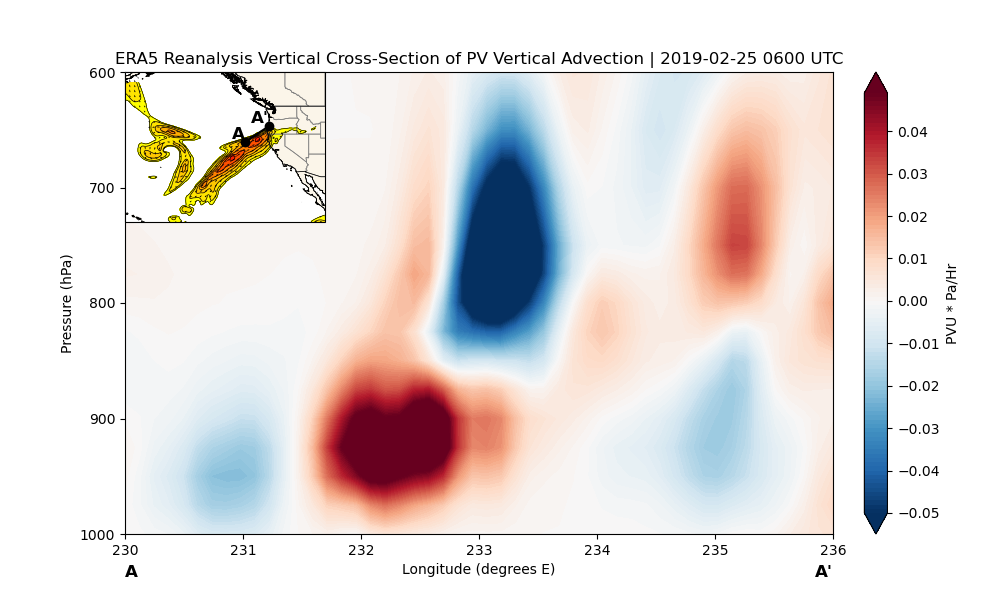 ERA5 Reanalysis Vertical Cross-Section of PV Vertical Advection | 2019-02-25 0600 UTC
600
700
800
900
1000
Pressure (hPa)
A
A'
230
231
232
233
234
235
236
Longitude (degrees E)
A
A'
0.04
0.03
0.02
0.01
0.00
−0.01
−0.02
−0.03
−0.04
−0.05
PVU * Pa/Hr